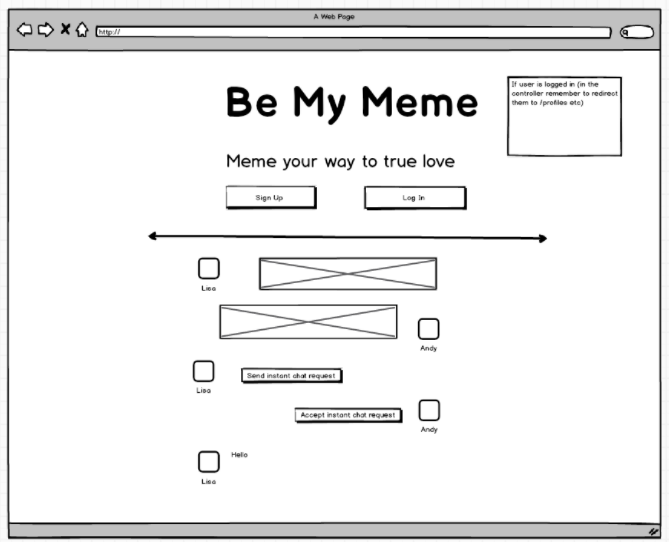 A Web Page
http://
If user is logged in (in the
controller remember to redirect
them to /profiles etc)
Be My Meme
Meme your way to true love
Sign Up
Log In
Lisa
Andy
Send instant chat request
Lisa
Accept instant chat request
Andy
Hello
Lisa